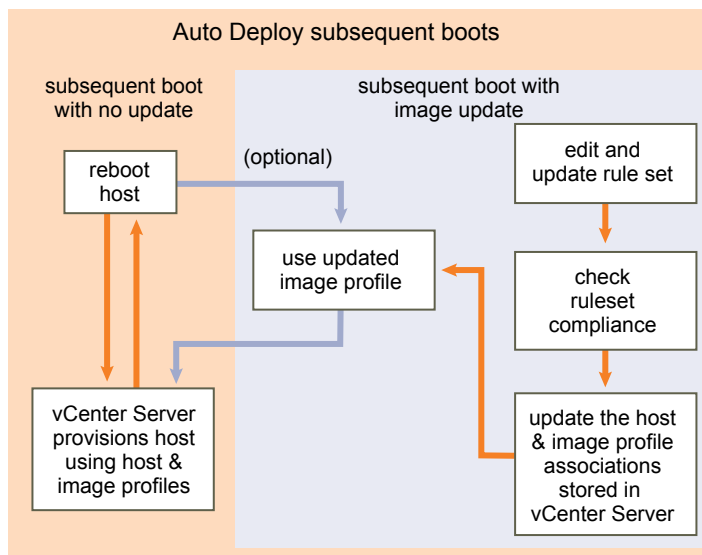 Auto Deploy subsequent boots
subsequent boot
with no update
subsequent boot with
image update
reboot
host
(optional)
edit and
update rule set
use updated
image profile
check
ruleset
compliance
vCenter Server
provisions host
using host &
image profiles
update the host
& image profile
associations
stored in
vCenter Server